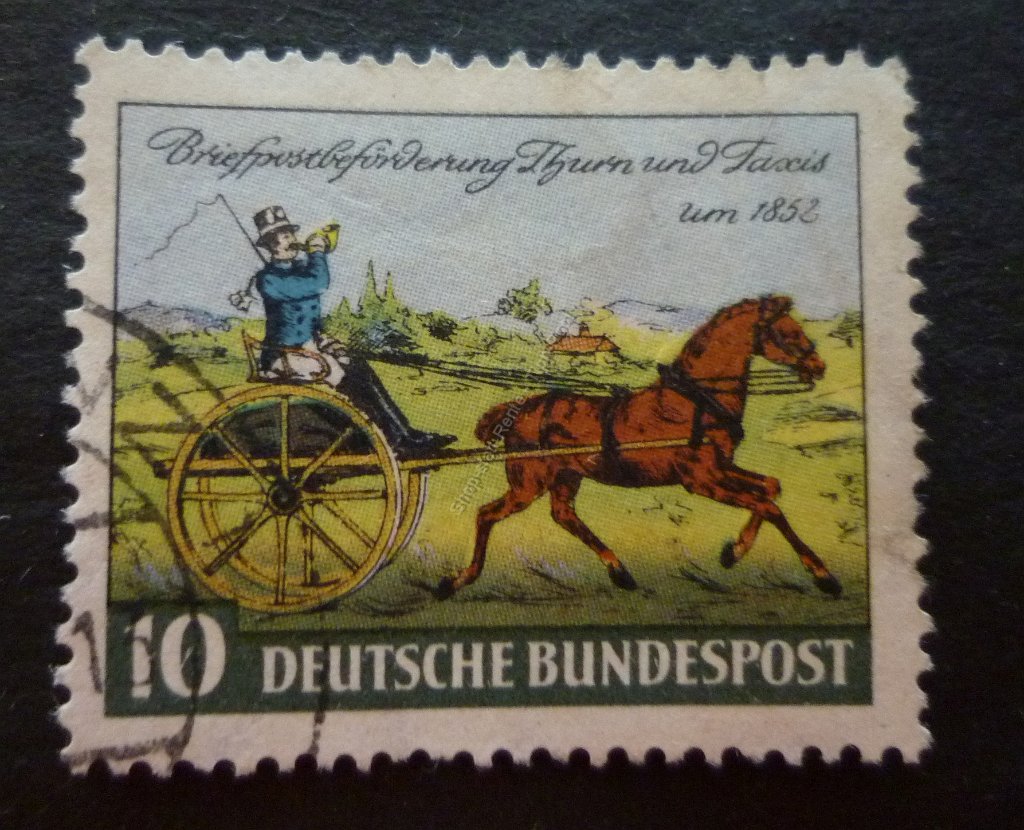 Briefpostbeförderung Thurn und Taxis
um 1852
10 DEUTSCHE BUNDESPOST